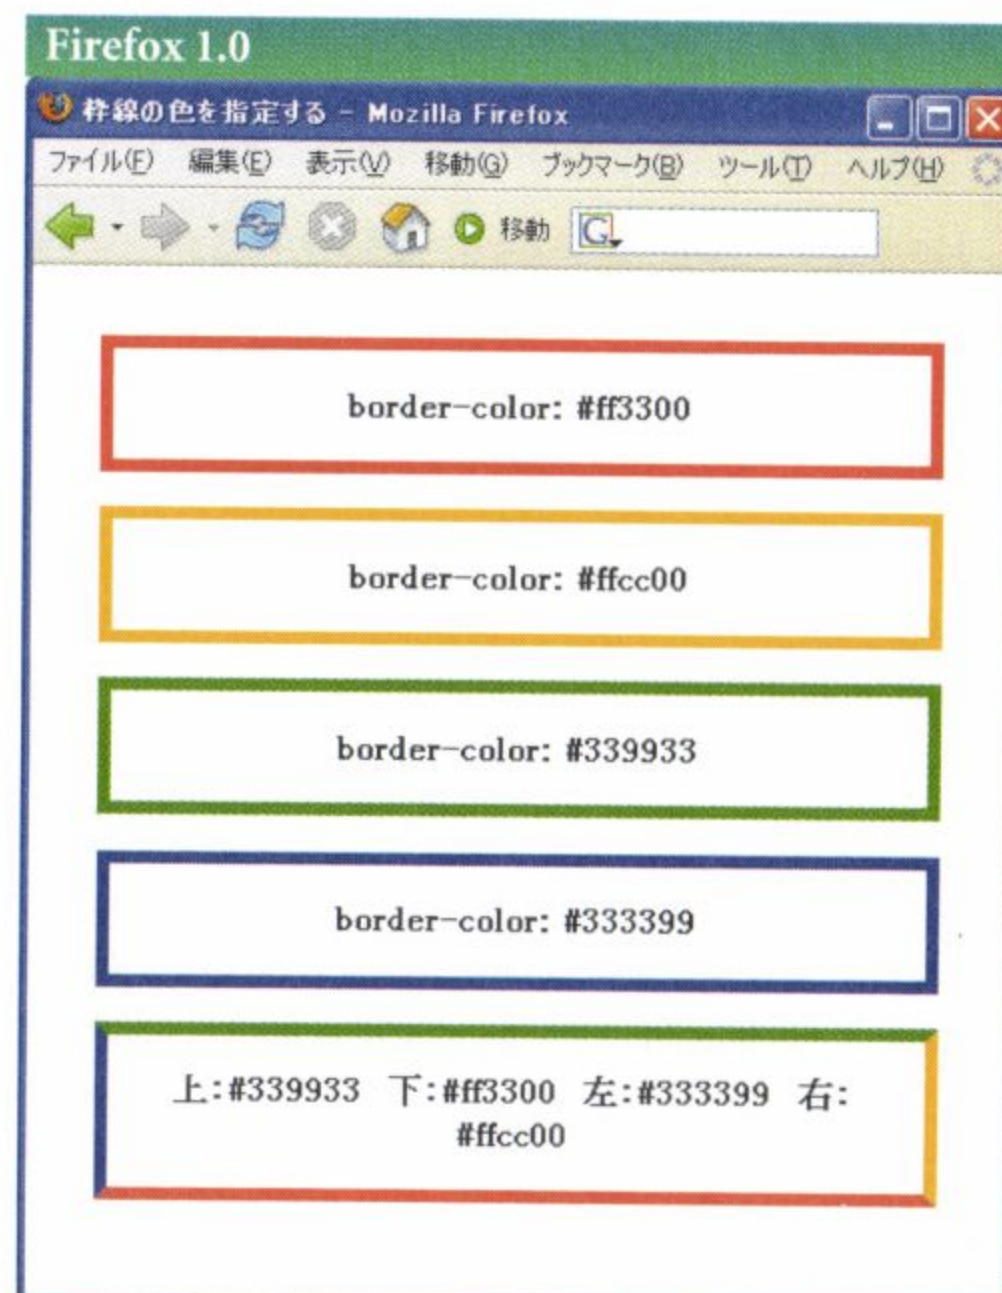 Firefox 1.0
枠線の色を指定する - Mozilla Firefox
ファイル(F) 編集(E) 表示(V) 移動(G) ブックマーク(B) ツール(T) ヘルプ(H)
移動 G
border-color: #ff3300
border-color: #ffcc00
border-color: #339933
border-color: #333399
上:#339933 下:#ff3300 左:#333399 右:
#ffcc00